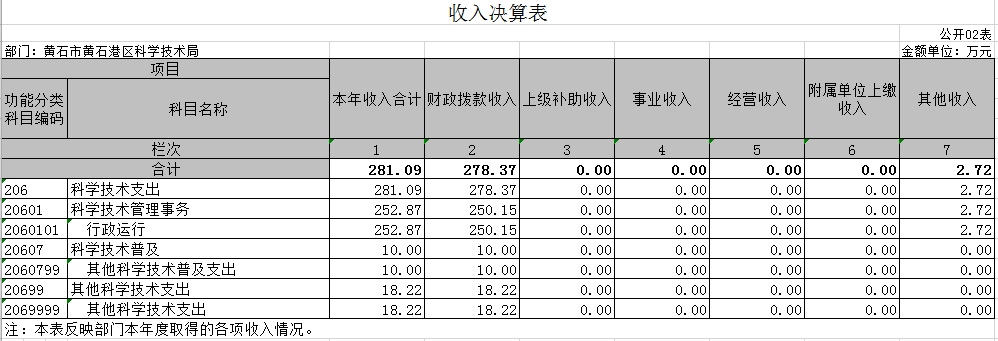 收入决算表
公开02表
部门：黄石市黄石港区科学技术局 金额单位：万元
项目 本年收入合计 财政拨款收入 上级补助收入 事业收入 经营收入 附属单位上缴收入 其他收入
功能分类科目编码 科目名称
栏次 1 2 3 4 5 6 7
合计 281.09 278.37 0.00 0.00 0.00 0.00 2.72
206 科学技术支出 281.09 278.37 0.00 0.00 0.00 0.00 2.72
20601 科学技术管理事务 252.87 250.15 0.00 0.00 0.00 0.00 2.72
2060101 行政运行 252.87 250.15 0.00 0.00 0.00 0.00 2.72
20607 科学技术普及 10.00 10.00 0.00 0.00 0.00 0.00 0.00
2060799 其他科学技术普及支出 10.00 10.00 0.00 0.00 0.00 0.00 0.00
20699 其他科学技术支出 18.22 18.22 0.00 0.00 0.00 0.00 0.00
2069999 其他科学技术支出 18.22 18.22 0.00 0.00 0.00 0.00 0.00
注：本表反映部门本年度取得的各项收入情况。